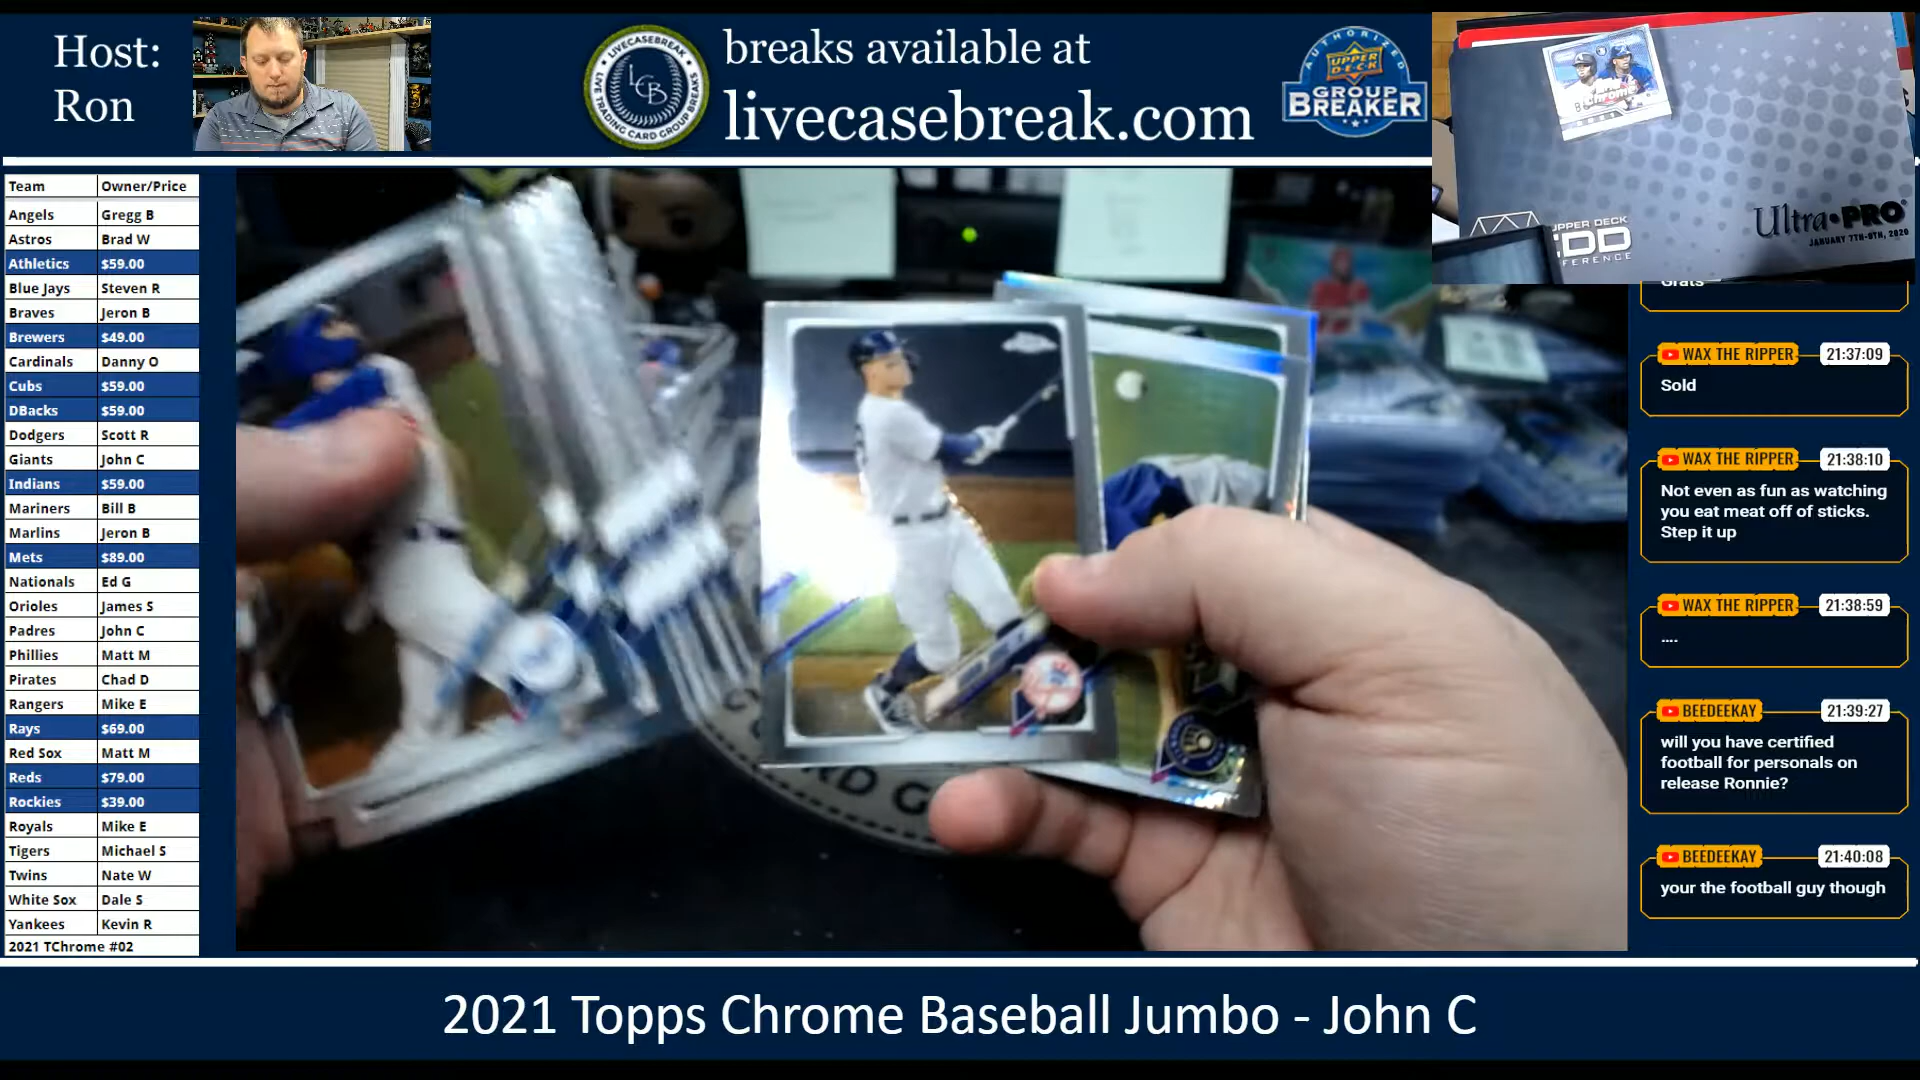 Host:
Ron
LIVECASEBREAK
LCB
LIVE TRADING CARD GROUP BREAKS
breaks available at
livecasebreak.com
AUTHORIZED
UPPER DECK
GROUP
BREAKER
UPPER DECK
Ultra•PRO
JANUARY 7TH-9TH, 2020
Team Owner/Price
Angels Gregg B
Astros Brad W
Athletics $59.00
Blue Jays Steven R
Braves Jeron B
Brewers $49.00
Cardinals Danny O
Cubs $59.00
DBacks $59.00
Dodgers Scott R
Giants John C
Indians $59.00
Mariners Bill B
Marlins Jeron B
Mets $89.00
Nationals Ed G
Orioles James S
Padres John C
Phillies Matt M
Pirates Chad D
Rangers Mike E
Rays $69.00
Red Sox Matt M
Reds $79.00
Rockies $39.00
Royals Mike E
Tigers Michael S
Twins Nate W
White Sox Dale S
Yankees Kevin R
2021 TChrome #02
Grats
WAX THE RIPPER 21:37:09
Sold
WAX THE RIPPER 21:38:10
Not even as fun as watching
you eat meat off of sticks.
Step it up
WAX THE RIPPER 21:38:59
....
BEEDEEKAY 21:39:27
will you have certified
football for personals on
release Ronnie?
BEEDEEKAY 21:40:08
your the football guy though
2021 Topps Chrome Baseball Jumbo - John C